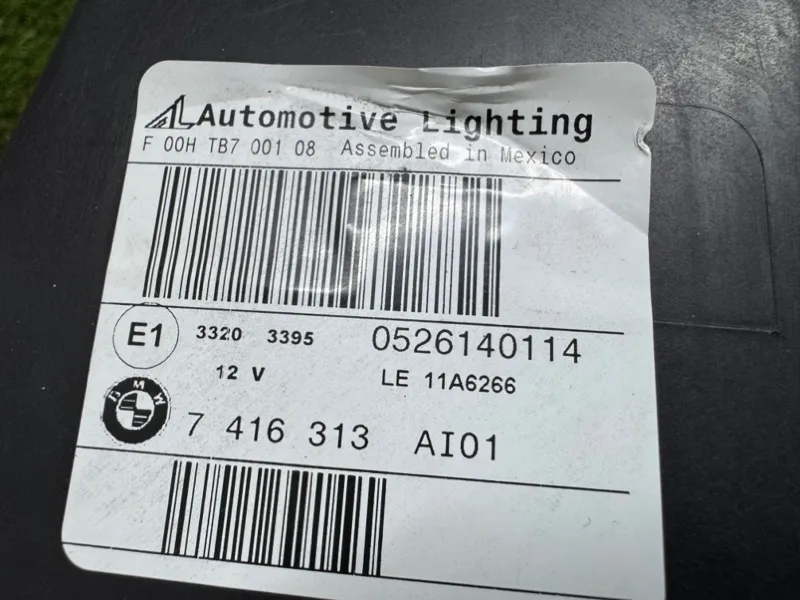 AL Automotive Lighting
F 00H TB7 001 08 Assembled in Mexico
E1 3320 3395 0526140114
12 V LE 11A6266
BMW
7 416 313 AI01